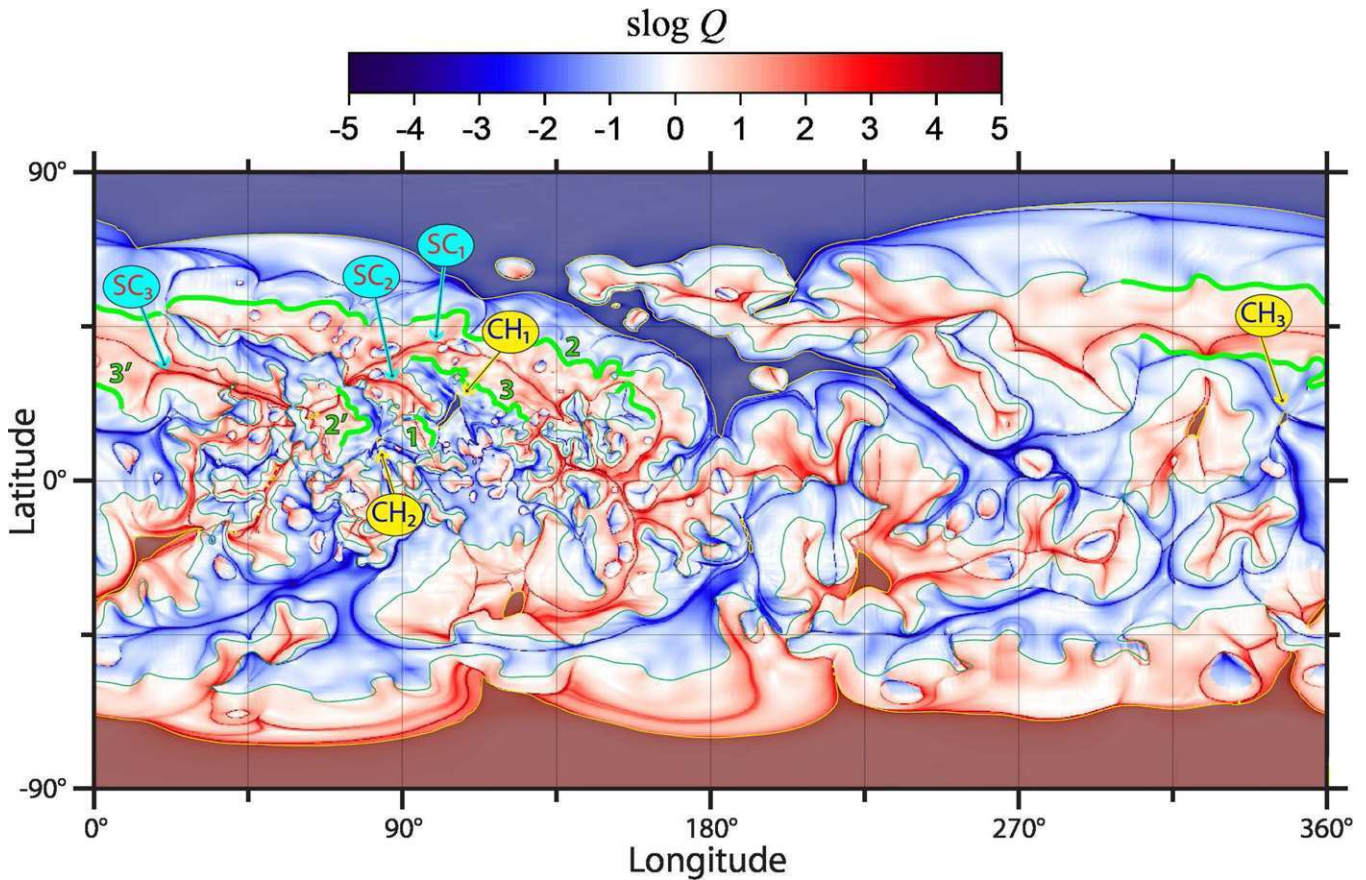 slog Q
-5 -4 -3 -2 -1 0 1 2 3 4 5
90°
SC₁
SC₂
SC₃
CH₃
CH₁
2
3′
3
2′
1
Latitude
0°
CH₂
-90°
0° 90° 180° 270° 360°
Longitude